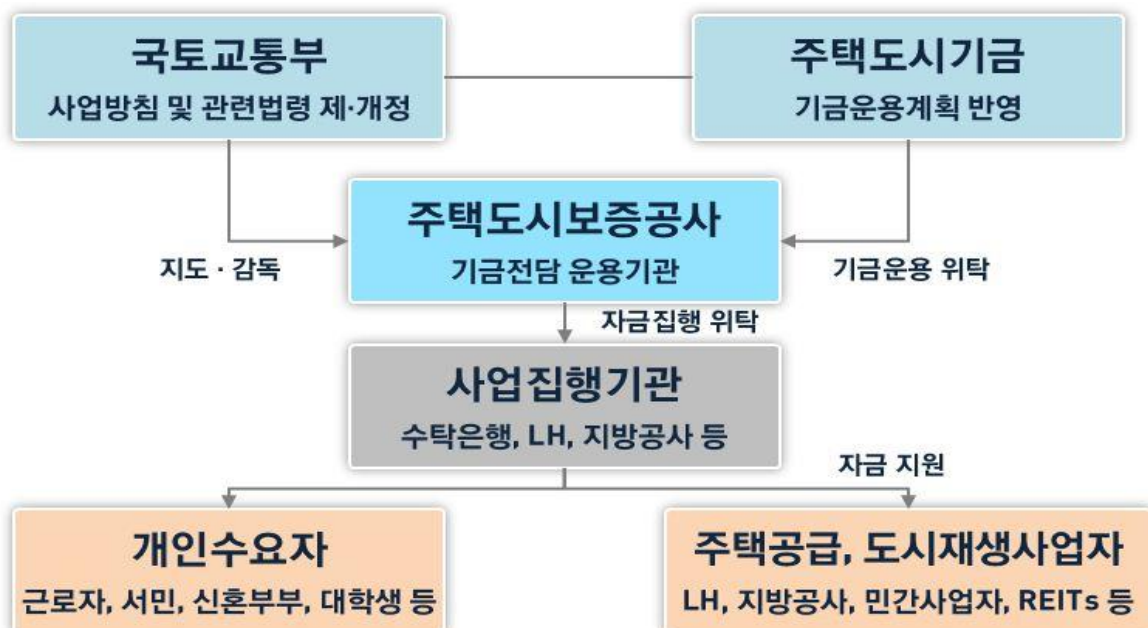 국토교통부
사업방침 및 관련법령 제·개정
주택도시기금
기금운용계획 반영
주택도시보증공사
기금전담 운용기관
지도 · 감독
기금운용 위탁
자금집행 위탁
사업집행기관
수탁은행, LH, 지방공사 등
자금 지원
개인수요자
근로자, 서민, 신혼부부, 대학생 등
주택공급, 도시재생사업자
LH, 지방공사, 민간사업자, REITs 등